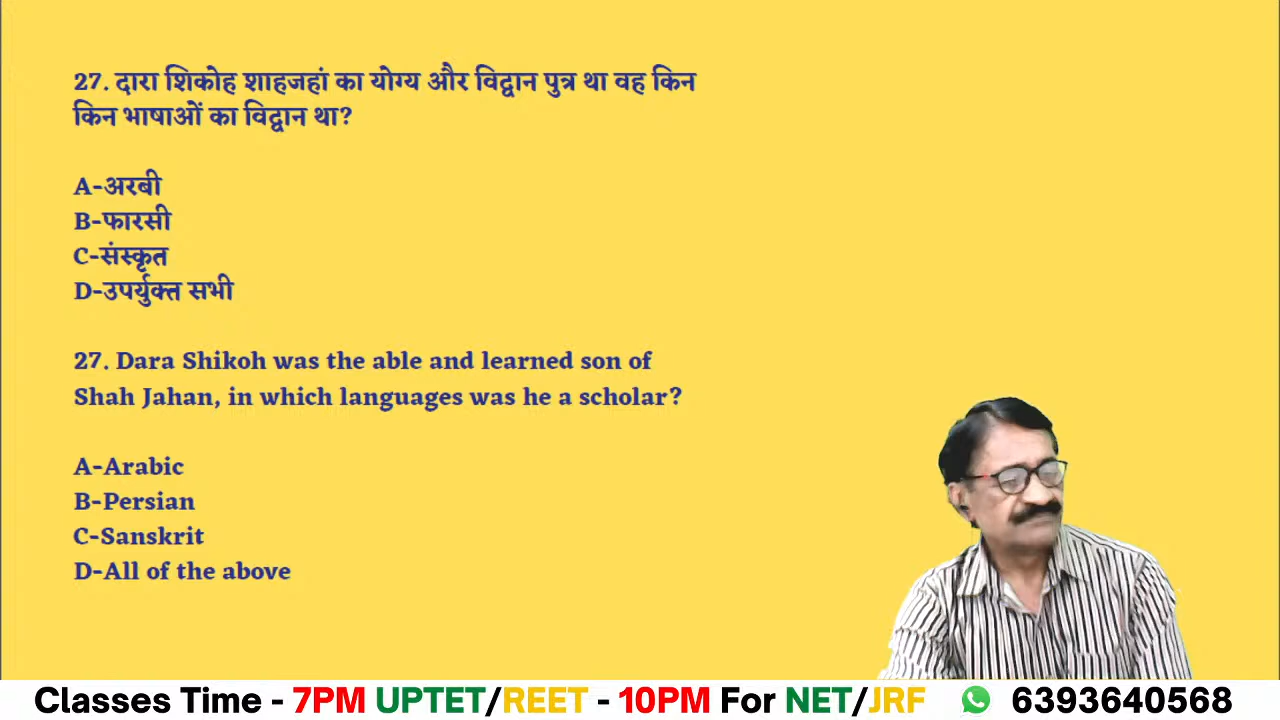 27. दारा शिकोह शाहजहां का योग्य और विद्वान पुत्र था वह किन
किन भाषाओं का विद्वान था?
A-अरबी
B-फारसी
C-संस्कृत
D-उपर्युक्त सभी
27. Dara Shikoh was the able and learned son of
Shah Jahan, in which languages was he a scholar?
A-Arabic
B-Persian
C-Sanskrit
D-All of the above
Classes Time - 7PM UPTET/REET - 10PM For NET/JRF 6393640568